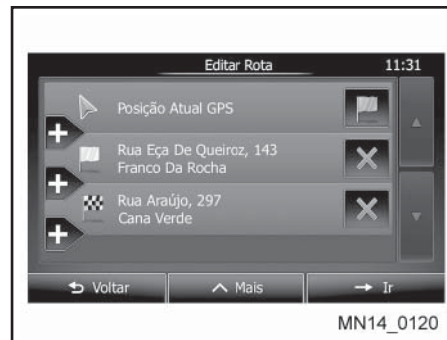 Editar Rota
11:31
Posição Atual GPS
Rua Eça De Queiroz, 143
Franco Da Rocha
Rua Araújo, 297
Cana Verde
Voltar
Mais
Ir
MN14_0120